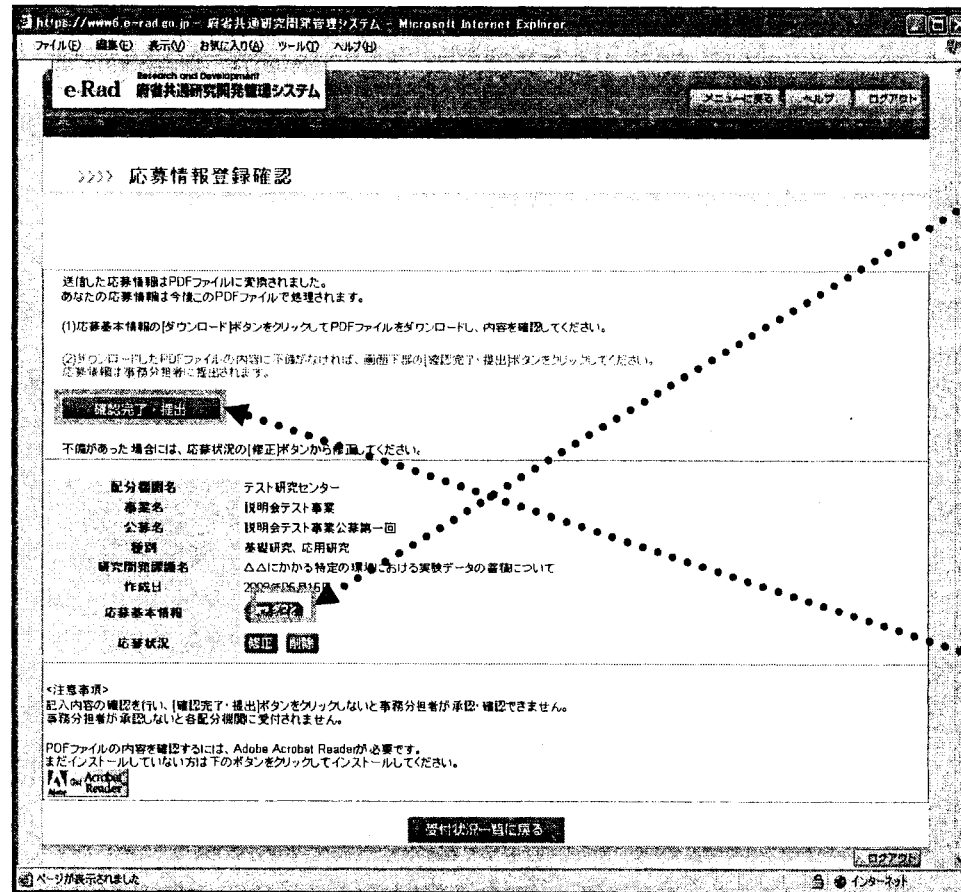 https://www6.e-rad.go.jp - 府省共通研究開発管理システム - Microsoft Internet Explorer
ファイル(F) 編集(E) 表示(V) お気に入り(A) ツール(T) ヘルプ(H)
Research and Development
e-Rad 府省共通研究開発管理システム
メニューに戻る ヘルプ ログアウト
>>>> 応募情報登録確認
送信した応募情報はPDFファイルに変換されました。
あなたの応募情報は今後このPDFファイルで処理されます。
(1)応募基本情報の[ダウンロード]ボタンをクリックしてPDFファイルをダウンロードし、内容を確認してください。
(2)ダウンロードしたPDFファイルの内容に不備がなければ、画面下部の[確認完了・提出]ボタンをクリックしてください。
応募情報は事務分担者に提出されます。
確認完了・提出
不備があった場合には、応募状況の[修正]ボタンから修正してください。
配分機関名 テスト研究センター
事業名 説明会テスト事業
公募名 説明会テスト事業公募第一回
種別 基礎研究、応用研究
研究開発課題名 △△にかかる特定の環境における実験データの蓄積について
作成日 2009年06月15日
応募基本情報
応募状況 修正 削除
<注意事項>
記入内容の確認を行い、[確認完了・提出]ボタンをクリックしないと事務分担者が承認・確認できません。
事務分担者が承認しないと各配分機関に受付されません。
PDFファイルの内容を確認するには、Adobe Acrobat Readerが必要です。
まだインストールしていない方は下のボタンをクリックしてインストールしてください。
Adobe Get Acrobat Reader
受付状況一覧に戻る
ログアウト
ページが表示されました インターネット